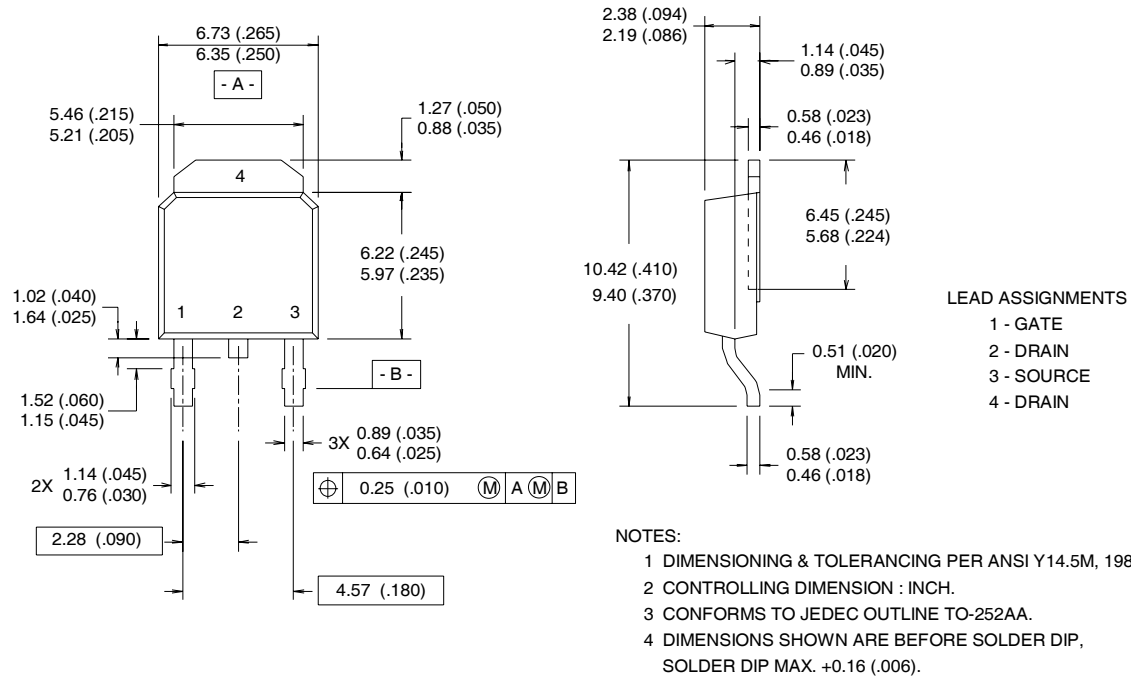 6.73 (.265)
6.35 (.250)
- A -
5.46 (.215)
5.21 (.205)
1.27 (.050)
0.88 (.035)
4
6.22 (.245)
5.97 (.235)
1.02 (.040)
1.64 (.025)
1 2 3
- B -
1.52 (.060)
1.15 (.045)
3X 0.89 (.035)
0.64 (.025)
2X 1.14 (.045)
0.76 (.030)
⌖ 0.25 (.010) Ⓜ A Ⓜ B
2.28 (.090)
4.57 (.180)
2.38 (.094)
2.19 (.086)
1.14 (.045)
0.89 (.035)
0.58 (.023)
0.46 (.018)
6.45 (.245)
5.68 (.224)
10.42 (.410)
9.40 (.370)
0.51 (.020)
MIN.
0.58 (.023)
0.46 (.018)
LEAD ASSIGNMENTS
1 - GATE
2 - DRAIN
3 - SOURCE
4 - DRAIN
NOTES:
1 DIMENSIONING & TOLERANCING PER ANSI Y14.5M, 198
2 CONTROLLING DIMENSION : INCH.
3 CONFORMS TO JEDEC OUTLINE TO-252AA.
4 DIMENSIONS SHOWN ARE BEFORE SOLDER DIP,
SOLDER DIP MAX. +0.16 (.006).